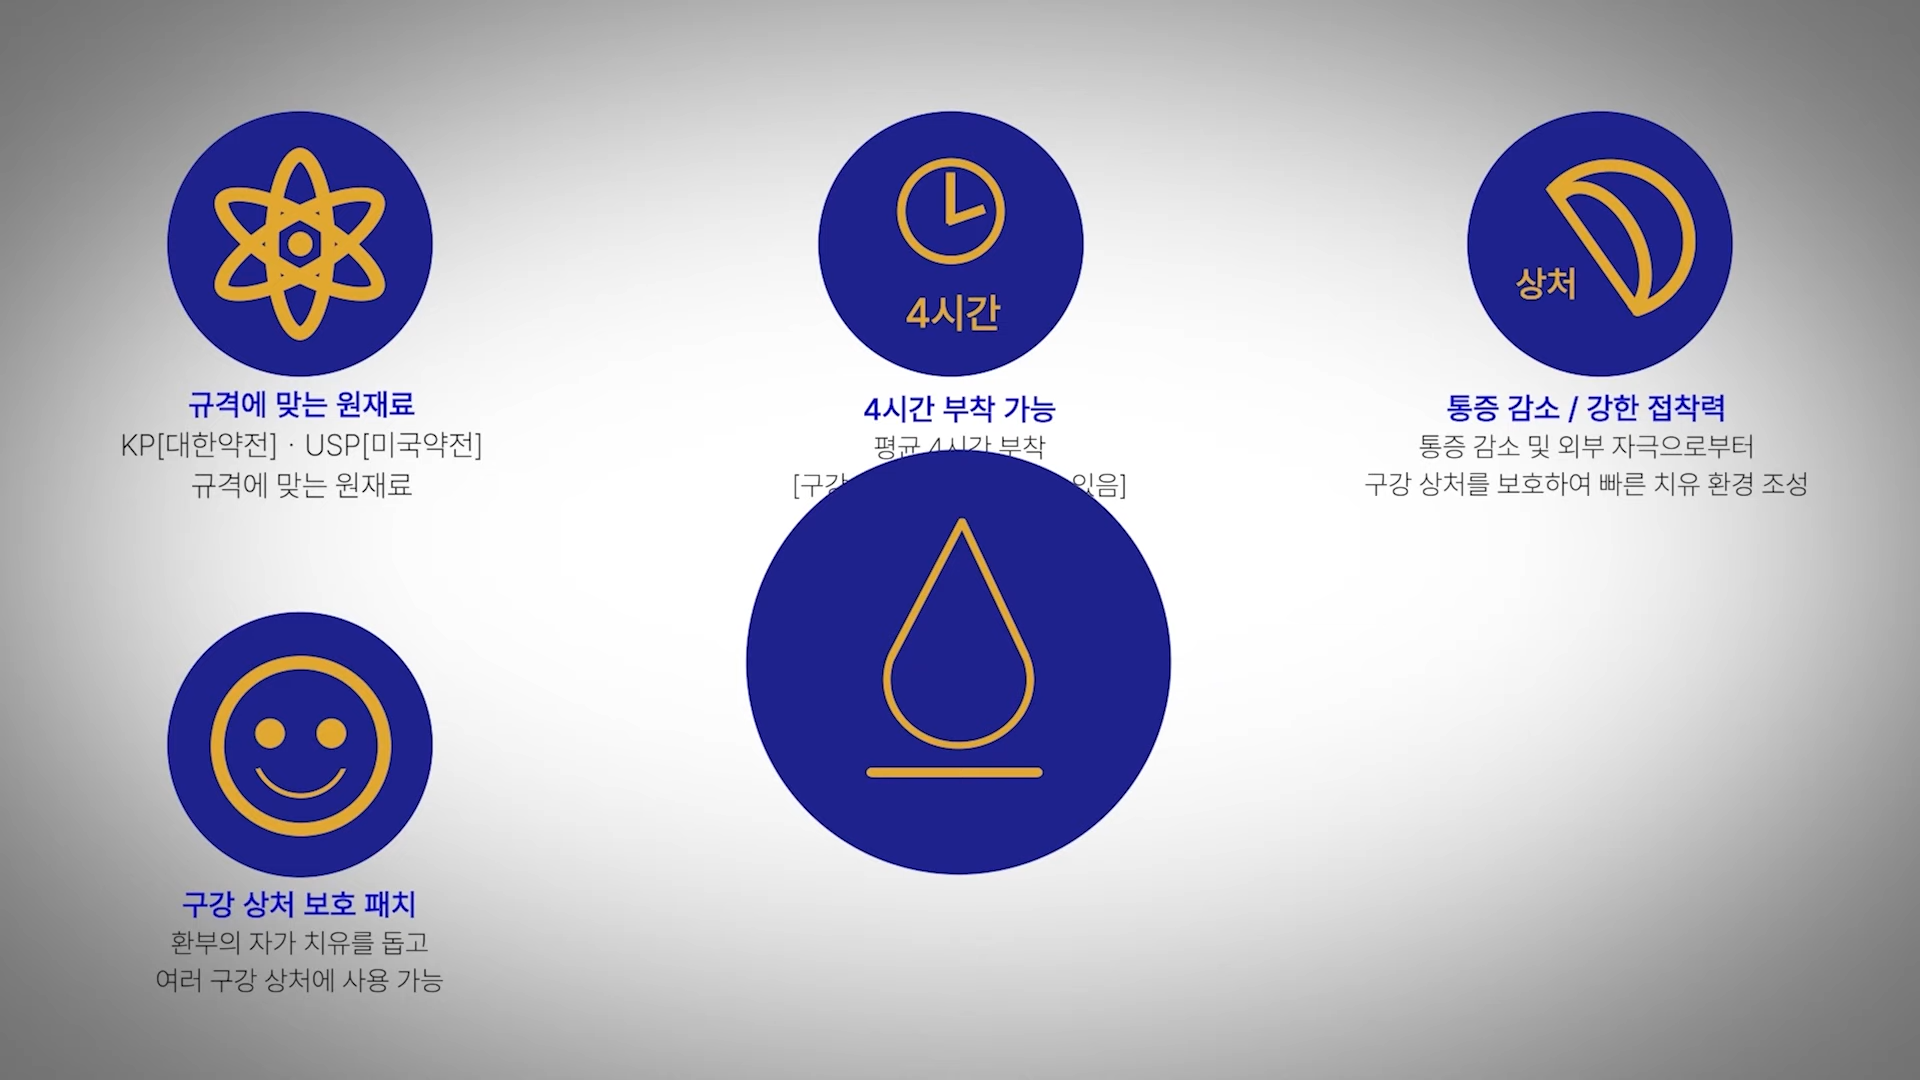 4시간
상처
규격에 맞는 원재료
KP[대한약전] · USP[미국약전]
규격에 맞는 원재료
4시간 부착 가능
평균 4시간 부착
[구강 있음]
통증 감소 / 강한 접착력
통증 감소 및 외부 자극으로부터
구강 상처를 보호하여 빠른 치유 환경 조성
구강 상처 보호 패치
환부의 자가 치유를 돕고
여러 구강 상처에 사용 가능